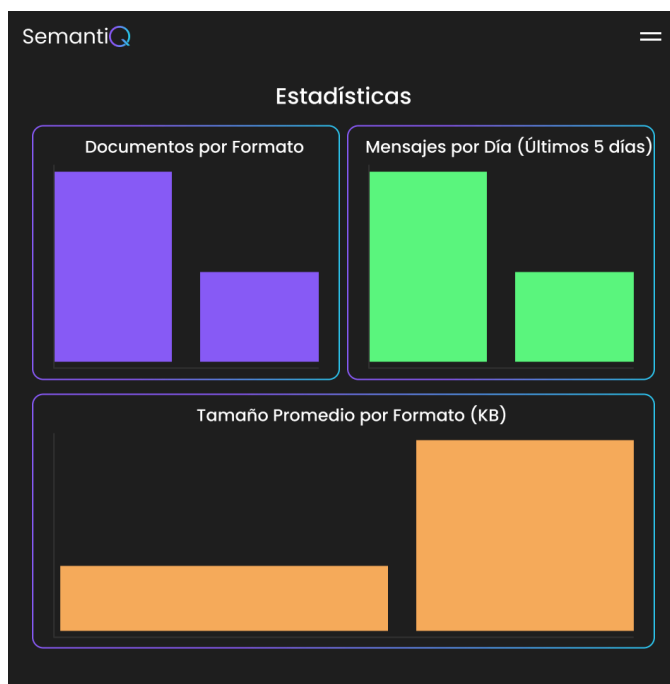 SemantiQ
Estadísticas
Documentos por Formato
Mensajes por Día (Últimos 5 días)
Tamaño Promedio por Formato (KB)